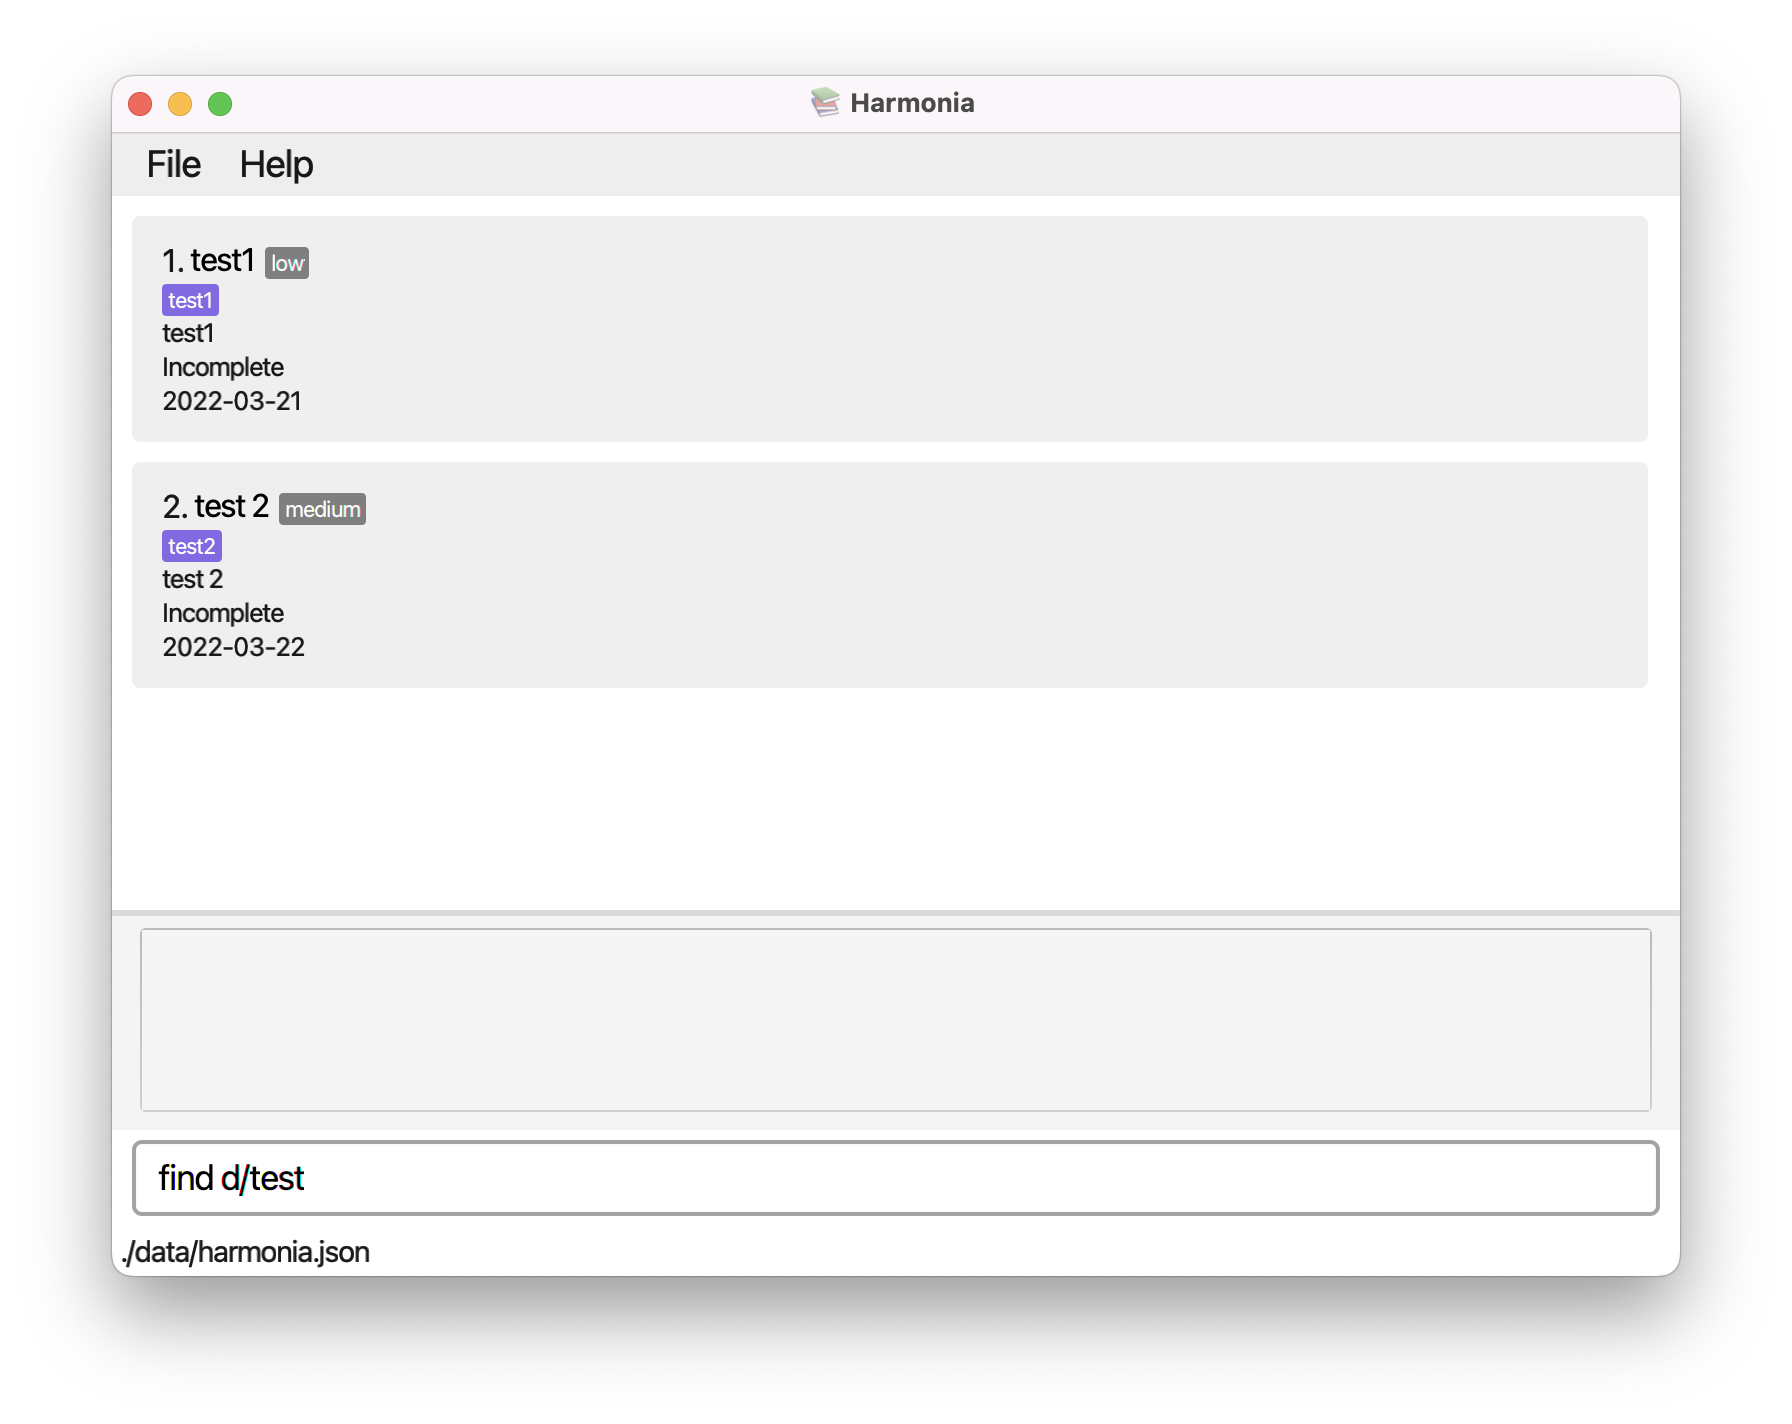 Harmonia
File Help
1. test1 low
test1
test1
Incomplete
2022-03-21
2. test 2 medium
test2
test 2
Incomplete
2022-03-22
find d/test
./data/harmonia.json